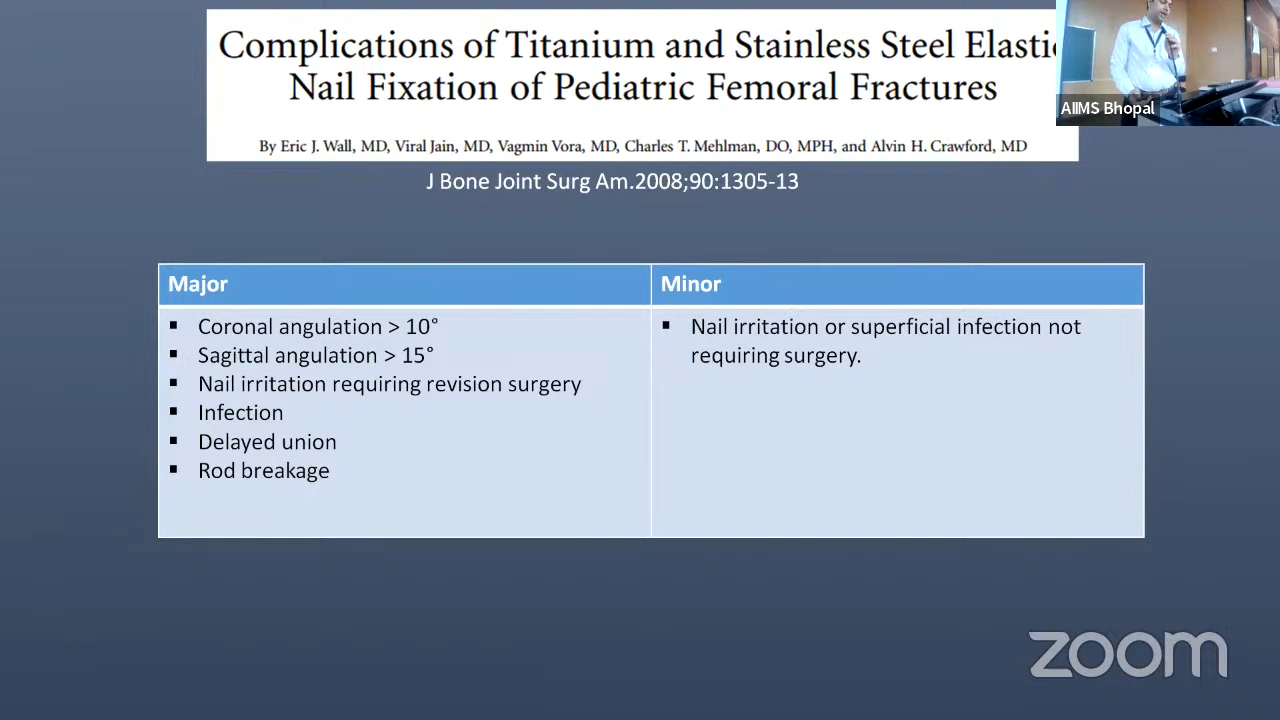 Complications of Titanium and Stainless Steel Elasti
Nail Fixation of Pediatric Femoral Fractures
By Eric J. Wall, MD, Viral Jain, MD, Vagmin Vora, MD, Charles T. Mehlman, DO, MPH, and Alvin H. Crawford, MD
AIIMS Bhopal
J Bone Joint Surg Am.2008;90:1305-13
Major
▪ Coronal angulation > 10°
▪ Sagittal angulation > 15°
▪ Nail irritation requiring revision surgery
▪ Infection
▪ Delayed union
▪ Rod breakage
Minor
▪ Nail irritation or superficial infection not
requiring surgery.
zoom